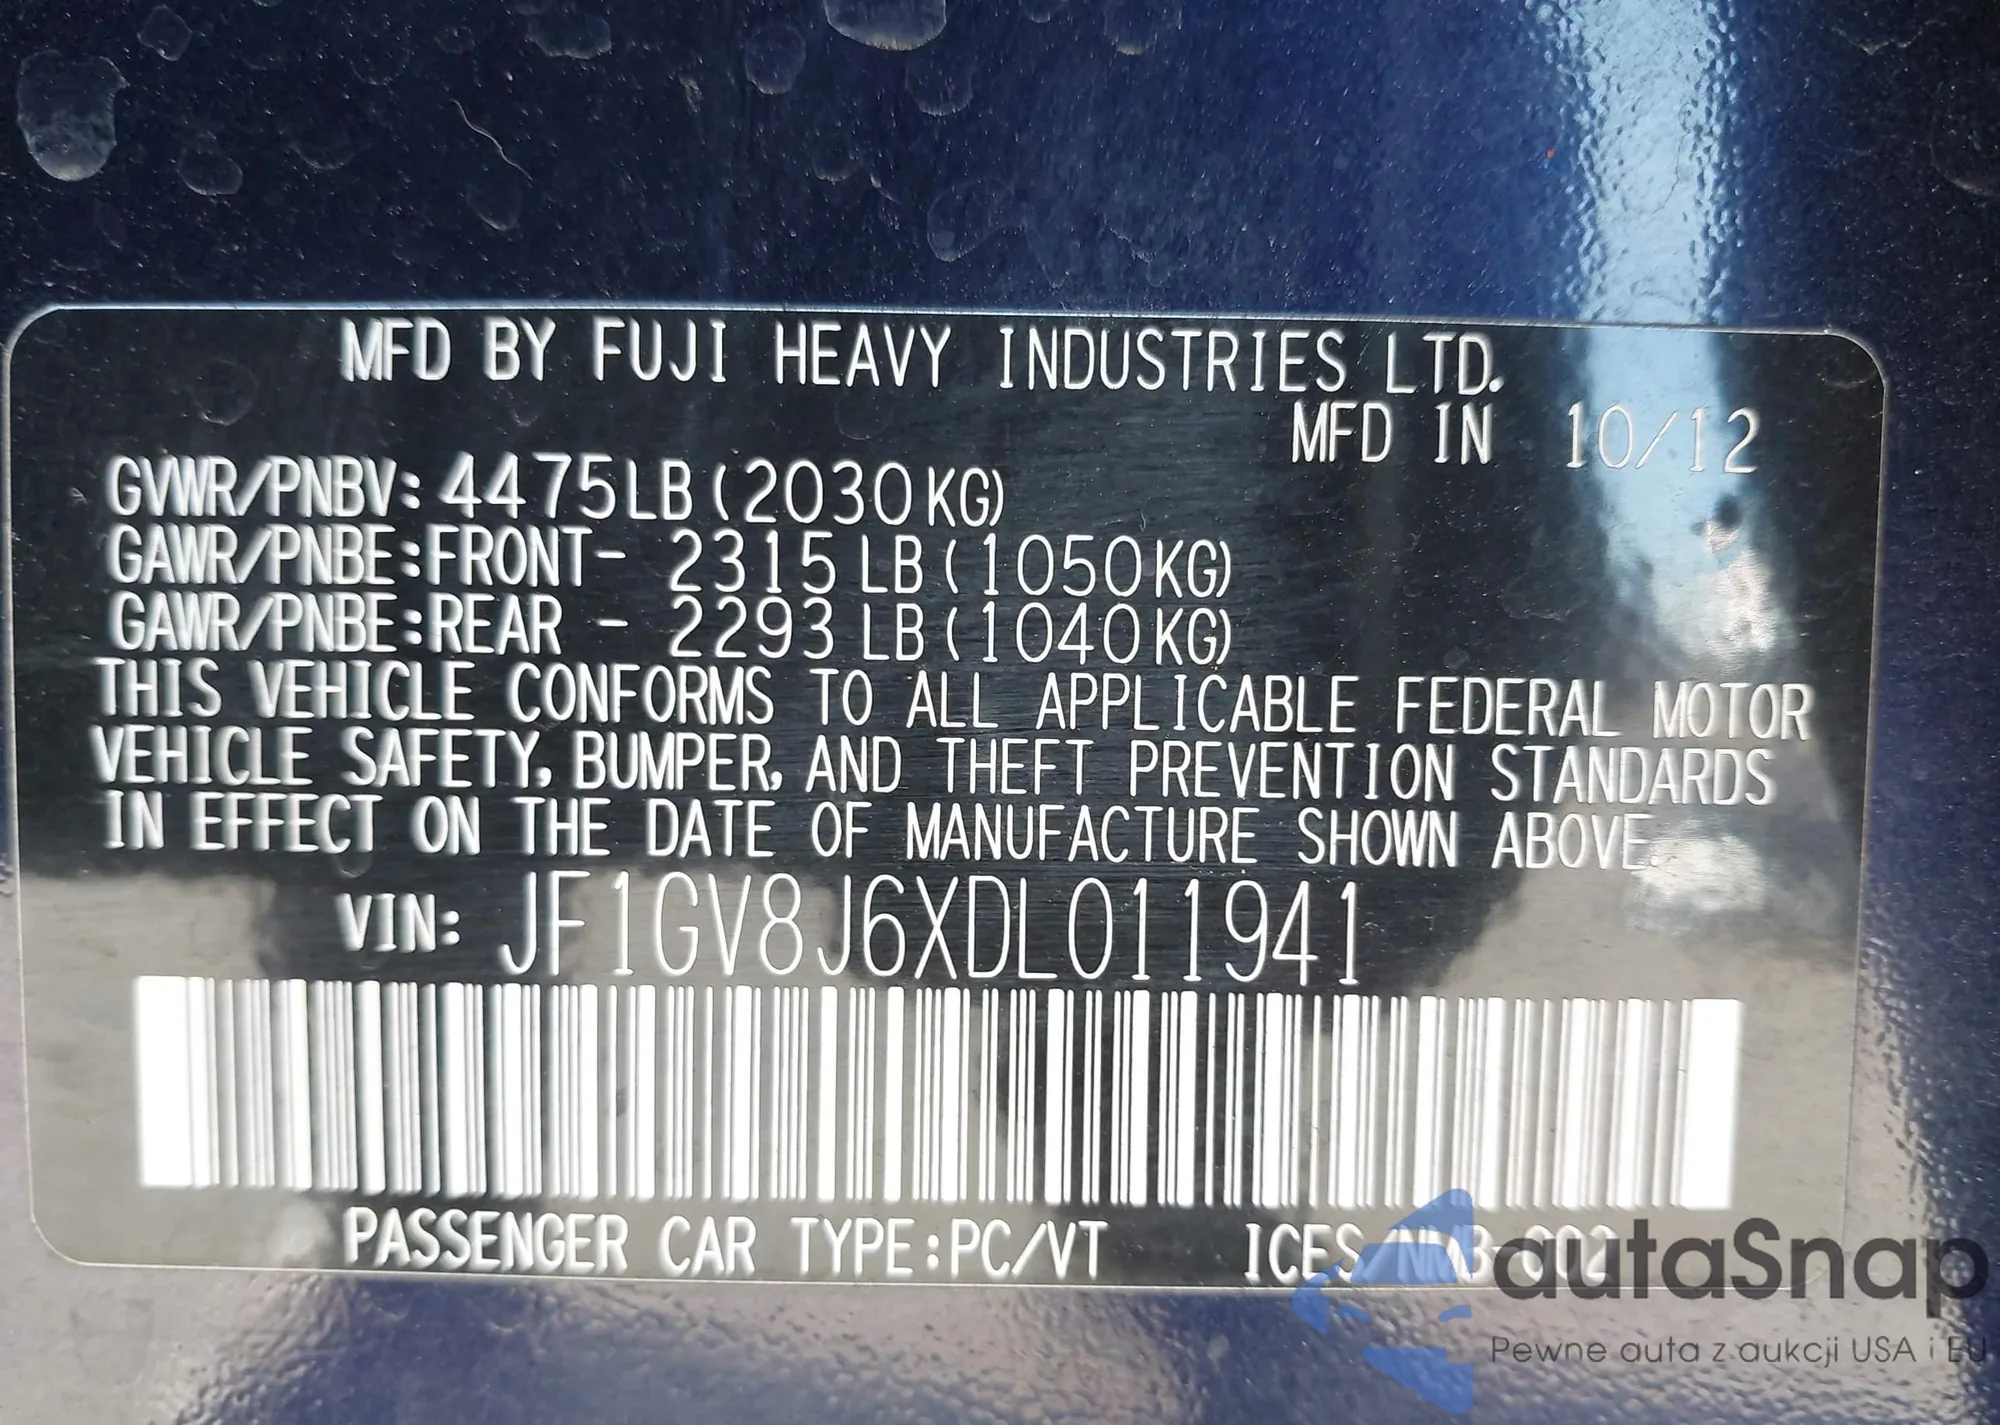 MFD BY FUJI HEAVY INDUSTRIES LTD.
MFD IN 10/12
GVWR/PNBV: 4475LB (2030KG)
GAWR/PNBE:FRONT- 2315 LB (1050KG)
GAWR/PNBE:REAR - 2293 LB (1040KG)
THIS VEHICLE CONFORMS TO ALL APPLICABLE FEDERAL MOTOR
VEHICLE SAFETY, BUMPER, AND THEFT PREVENTION STANDARDS
IN EFFECT ON THE DATE OF MANUFACTURE SHOWN ABOVE.
VIN: JF1GV8J6XDL011941
PASSENGER CAR TYPE:PC/VT ICES/NMB-002
autaSnap
Pewne auta z aukcji USA i EU